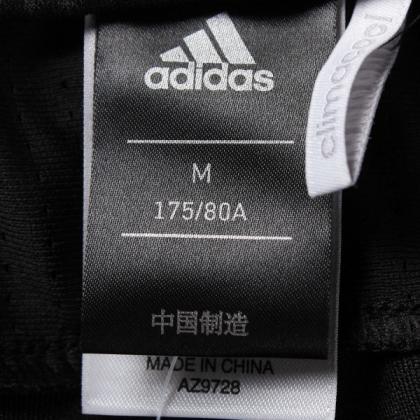 adidas
climacool
M
175/80A
中国制造
MADE IN CHINA
AZ9728